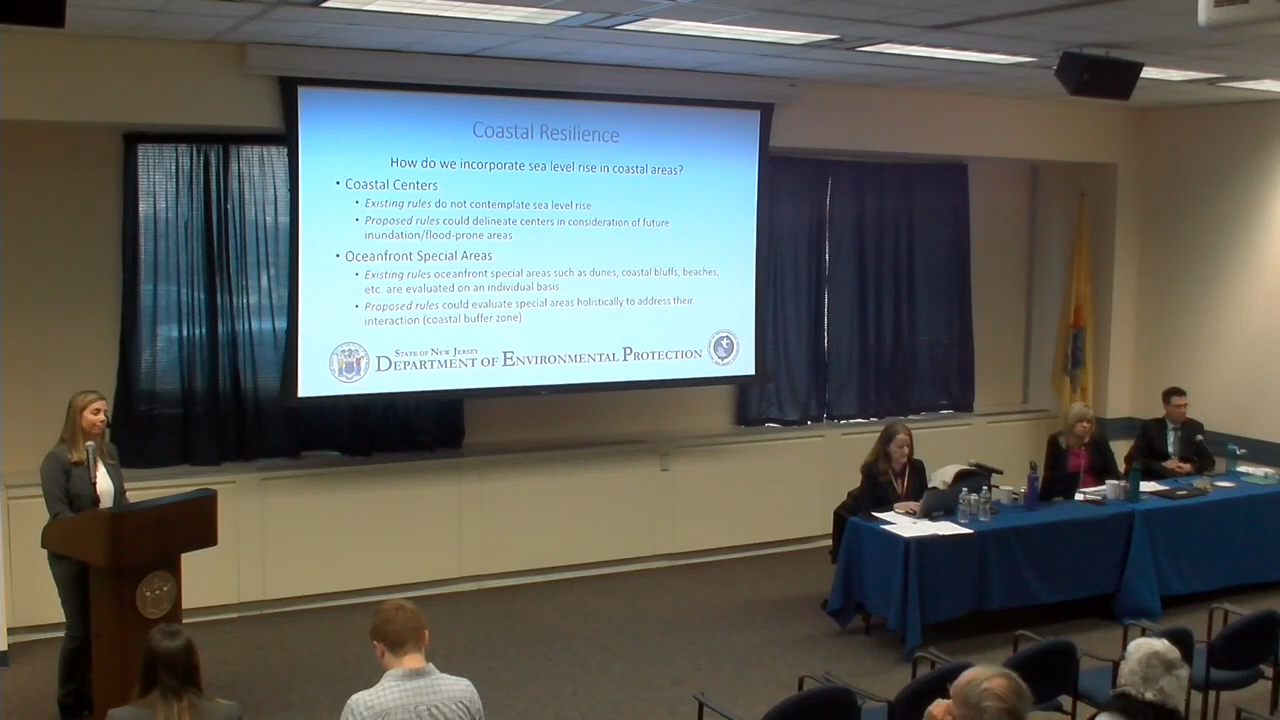 Coastal Resilience
How do we incorporate sea level rise in coastal areas?
• Coastal Centers
• Existing rules do not contemplate sea level rise
• Proposed rules could delineate centers in consideration of future
inundation/flood-prone areas
• Oceanfront Special Areas
• Existing rules oceanfront special areas such as dunes, coastal bluffs, beaches,
etc. are evaluated on an individual basis.
• Proposed rules could evaluate special areas holistically to address their
interaction (coastal buffer zone)
STATE OF NEW JERSEY
DEPARTMENT OF ENVIRONMENTAL PROTECTION